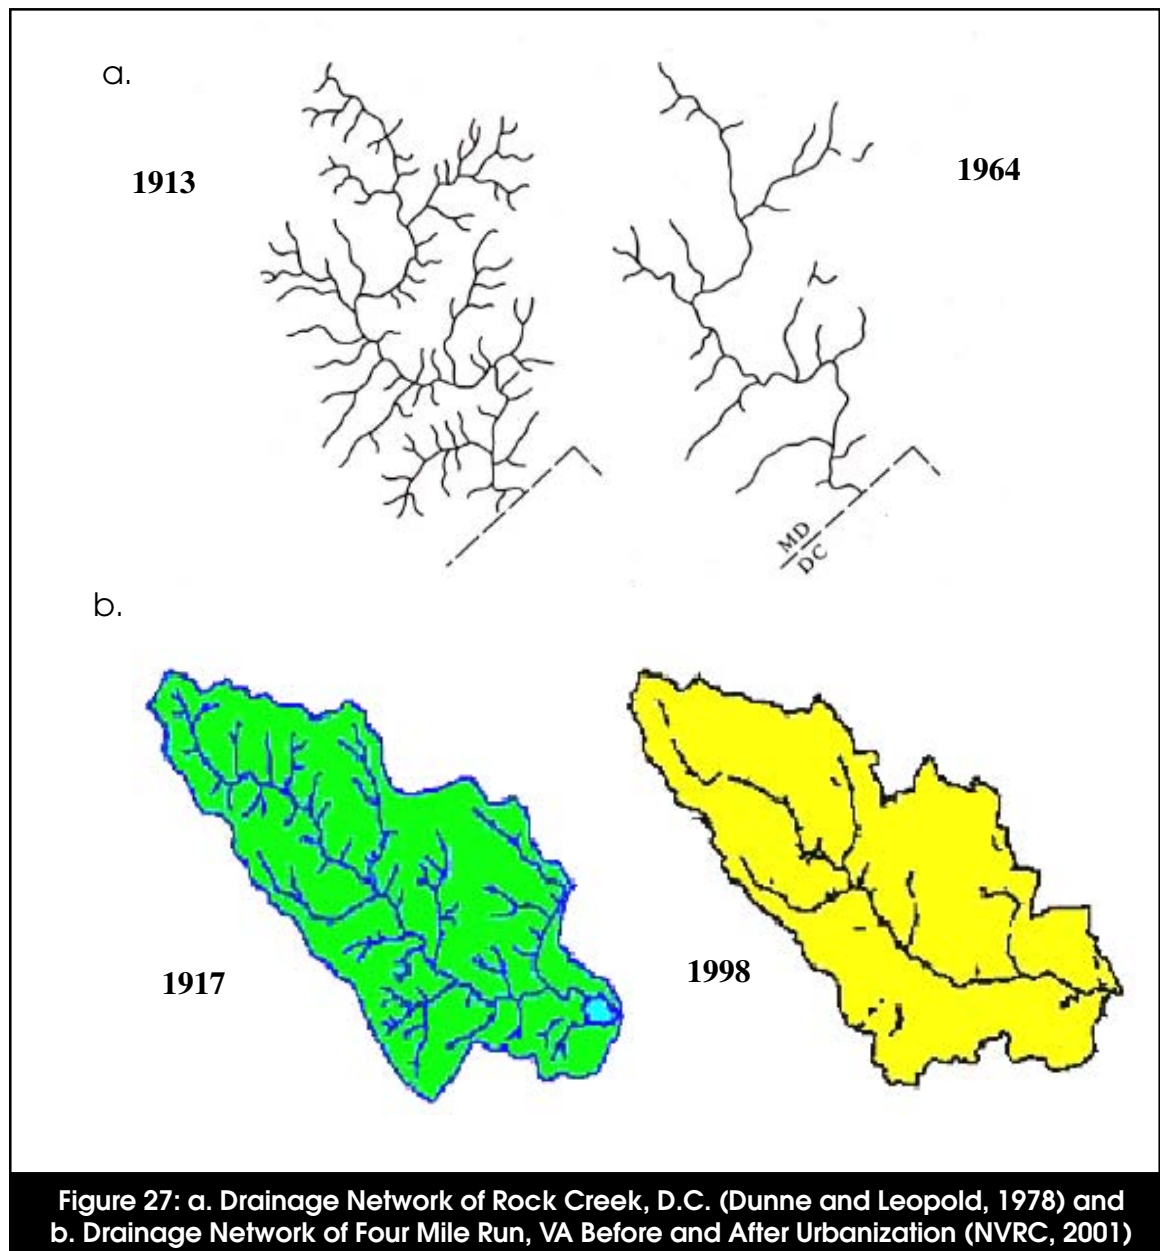 a.
1913
1964
MD
DC
b.
1917
1998
Figure 27: a. Drainage Network of Rock Creek, D.C. (Dunne and Leopold, 1978) and
b. Drainage Network of Four Mile Run, VA Before and After Urbanization (NVRC, 2001)